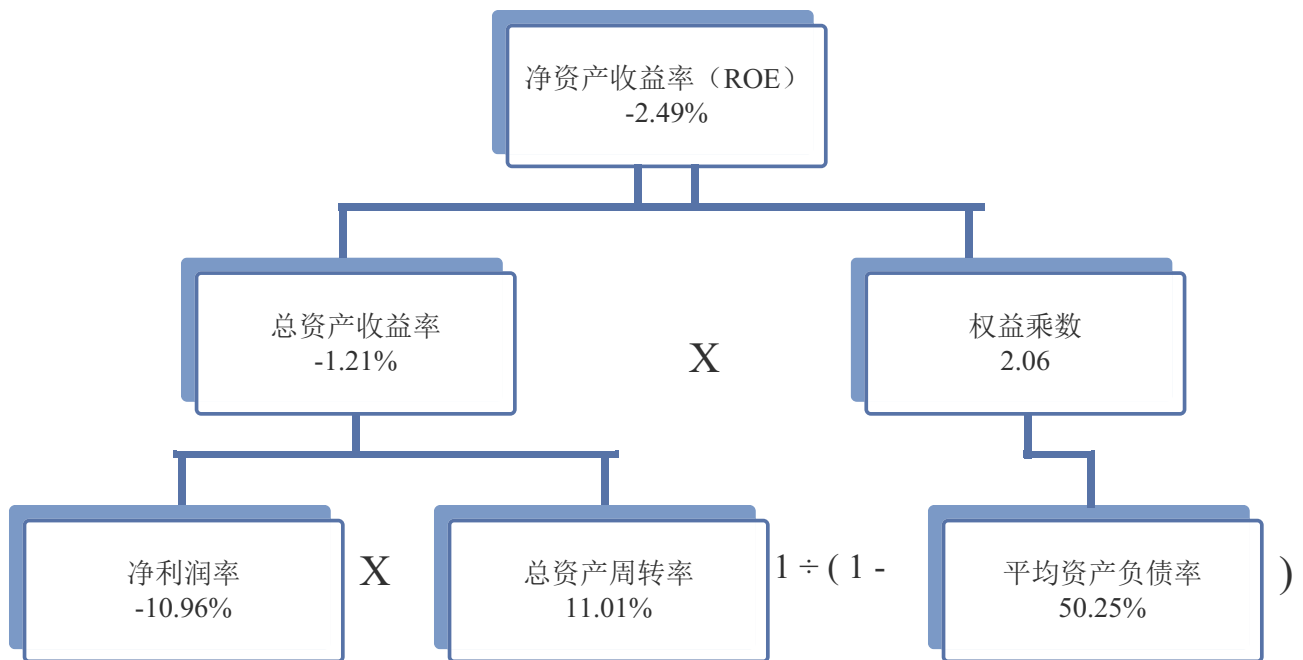 净资产收益率（ROE）
-2.49%
总资产收益率
-1.21%
X
权益乘数
2.06
净利润率
-10.96%
X
总资产周转率
11.01%
1 ÷ ( 1 -
平均资产负债率
50.25%
)